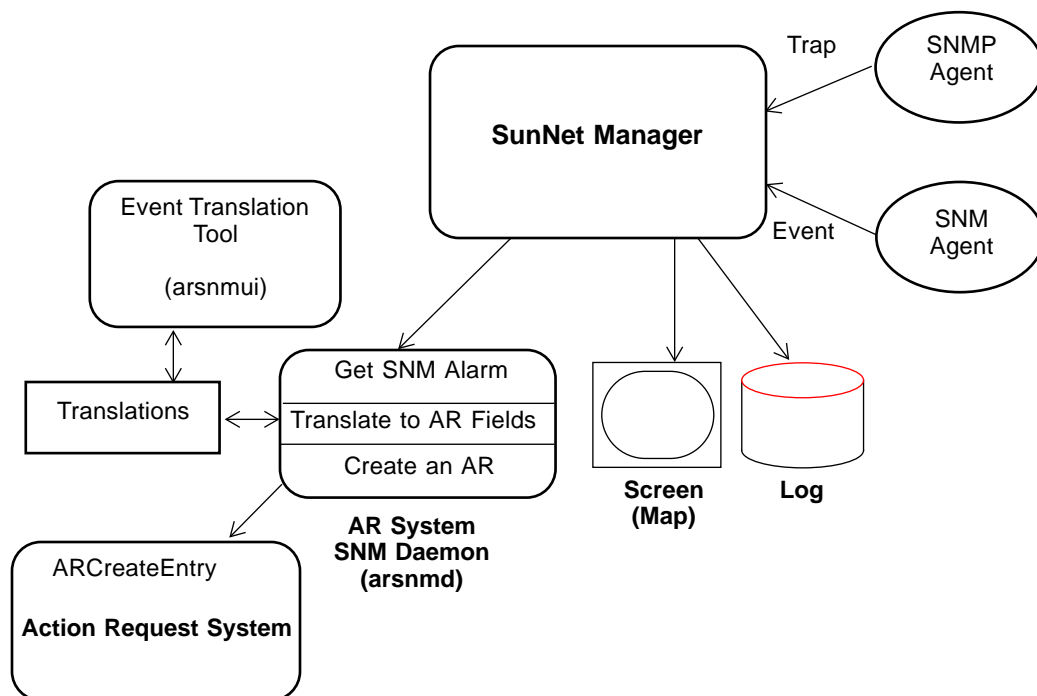 Trap
SNMP
Agent
SunNet Manager
Event
SNM
Agent
Event Translation
Tool
(arsnmui)
Get SNM Alarm
Translate to AR Fields
Create an AR
Translations
Screen
(Map)
Log
AR System
SNM Daemon
(arsnmd)
ARCreateEntry
Action Request System